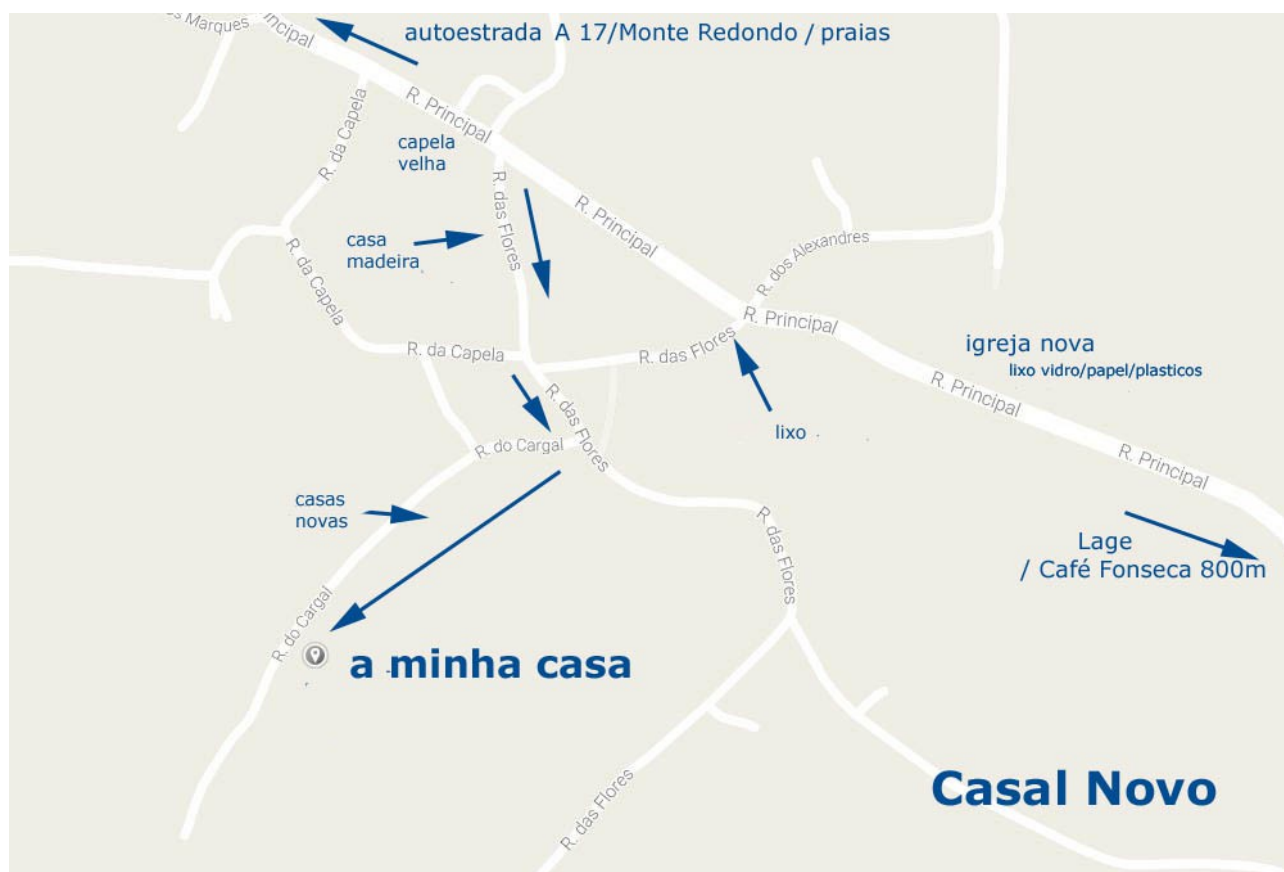 autoestrada A 17/Monte Redondo / praias
Marques
R. Principal
capela
velha
R. da Capela
R. das Flores
R. Principal
casa
madeira
R. dos Alexandres
R. da Capela
R. Principal
R. da Capela
R. das Flores
igreja nova
lixo vidro/papel/plasticos
R. Principal
R. das Flores
lixo
R. do Cargal
R. Principal
casas
novas
R. das Flores
Lage
/ Café Fonseca 800m
R. do Cargal
a minha casa
Casal Novo
R. das Flores